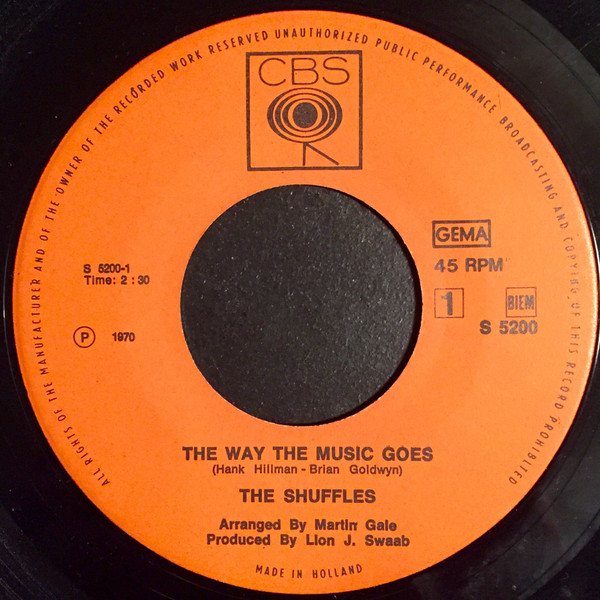 ALL RIGHTS OF THE MANUFACTURER AND OF THE OWNER OF THE RECORDED WORK RESERVED UNAUTHORIZED PUBLIC PERFORMANCE BROADCASTING AND COPYING OF THIS RECORD PROHIBITED
CBS
GEMA
45 RPM
1
BIEM
S 5200
S 5200-1
Time: 2 : 30
P 1970
THE WAY THE MUSIC GOES
(Hank Hillman - Brian Goldwyn)
THE SHUFFLES
Arranged By Martin Gale
Produced By Lion J. Swaab
MADE IN HOLLAND